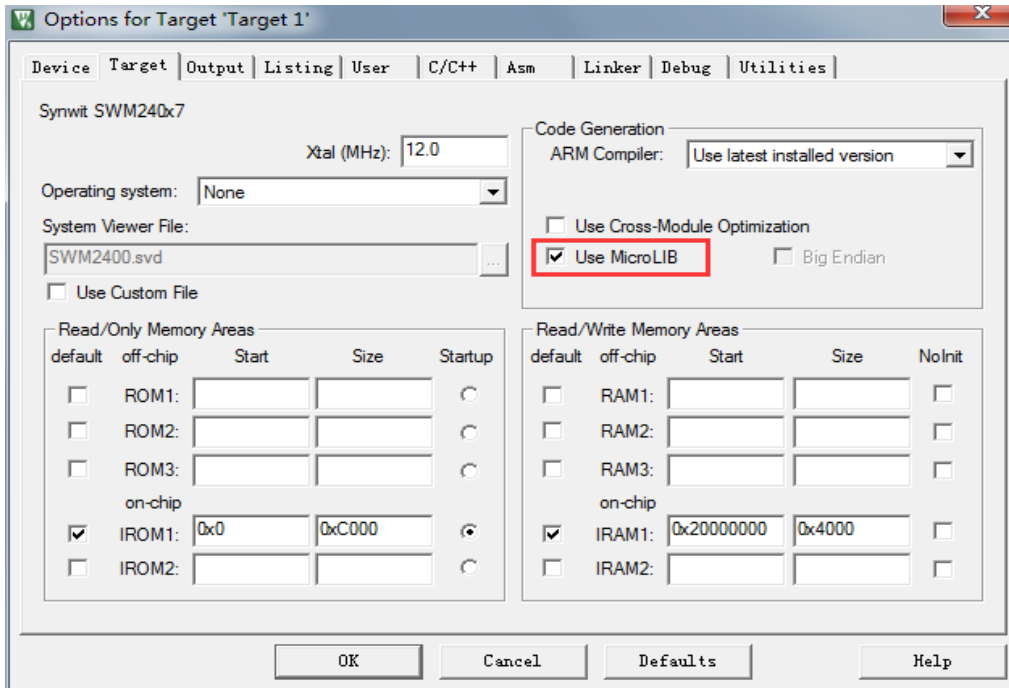 Options for Target 'Target 1'
Device Target Output Listing User C/C++ Asm Linker Debug Utilities
Synwit SWM240x7
Xtal (MHz): 12.0
Operating system: None
System Viewer File:
SWM2400.svd ...
Use Custom File
Code Generation
ARM Compiler: Use latest installed version
Use Cross-Module Optimization
Use MicroLIB Big Endian
Read/Only Memory Areas
default off-chip Start Size Startup
ROM1:
ROM2:
ROM3:
on-chip
IROM1: 0x0 0xC000
IROM2:
Read/Write Memory Areas
default off-chip Start Size NoInit
RAM1:
RAM2:
RAM3:
on-chip
IRAM1: 0x20000000 0x4000
IRAM2:
OK Cancel Defaults Help